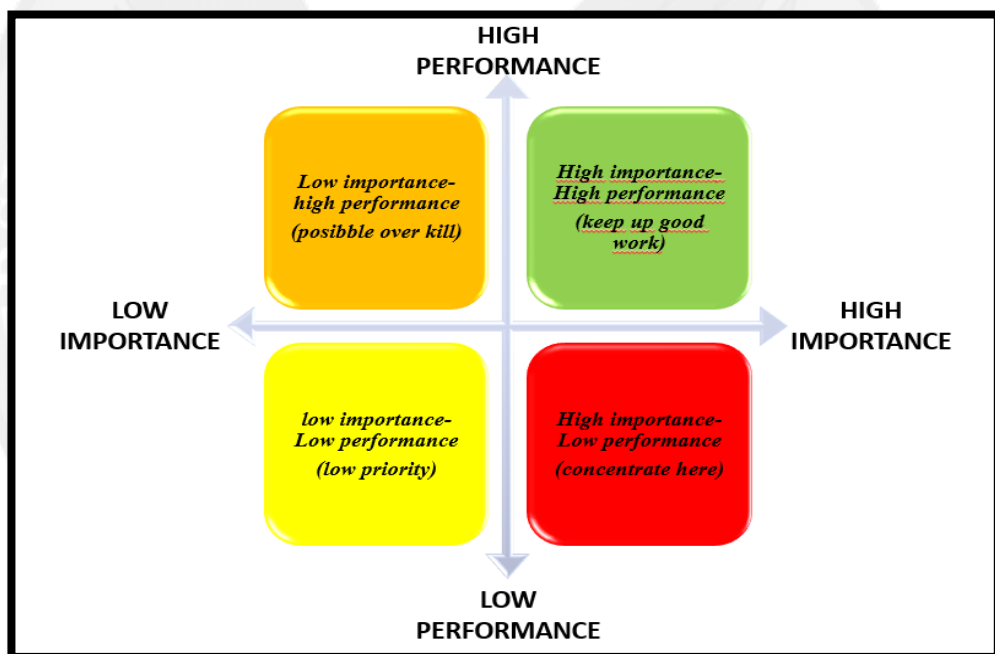 HIGH
PERFORMANCE
Low importance-
high performance
(posibble over kill)
High importance-
High performance
(keep up good
work)
LOW
IMPORTANCE
HIGH
IMPORTANCE
low importance-
Low performance
(low priority)
High importance-
Low performance
(concentrate here)
LOW
PERFORMANCE